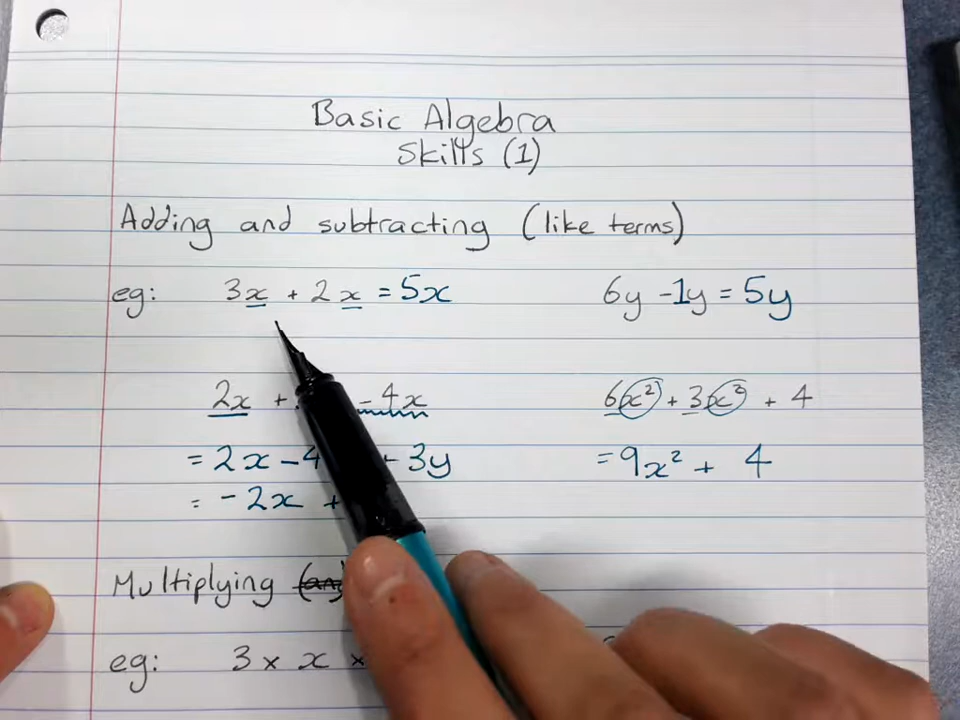 Basic Algebra
Skills (1)
Adding and subtracting (like terms)
eg: 3x + 2x = 5x 6y - 1y = 5y
2x + - 4x 6x² + 3x² + 4
= 2x - 4 + 3y = 9x² + 4
= - 2x +
Multiplying
eg: 3 × x ×